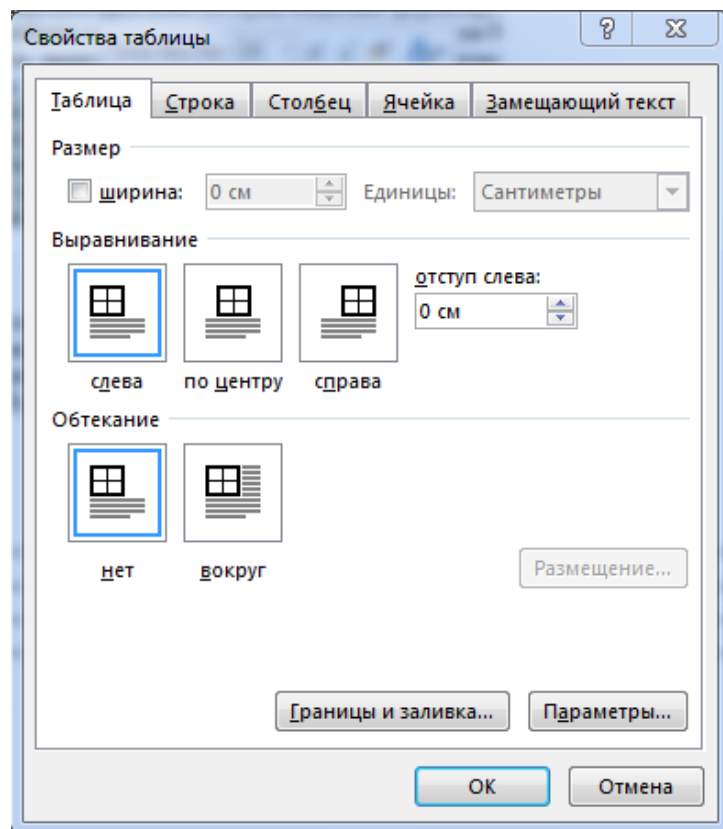 Свойства таблицы
Таблица Строка Столбец Ячейка Замещающий текст
Размер
ширина: 0 см Единицы: Сантиметры
Выравнивание
отступ слева:
0 см
слева по центру справа
Обтекание
нет вокруг
Размещение...
Границы и заливка... Параметры...
ОК Отмена